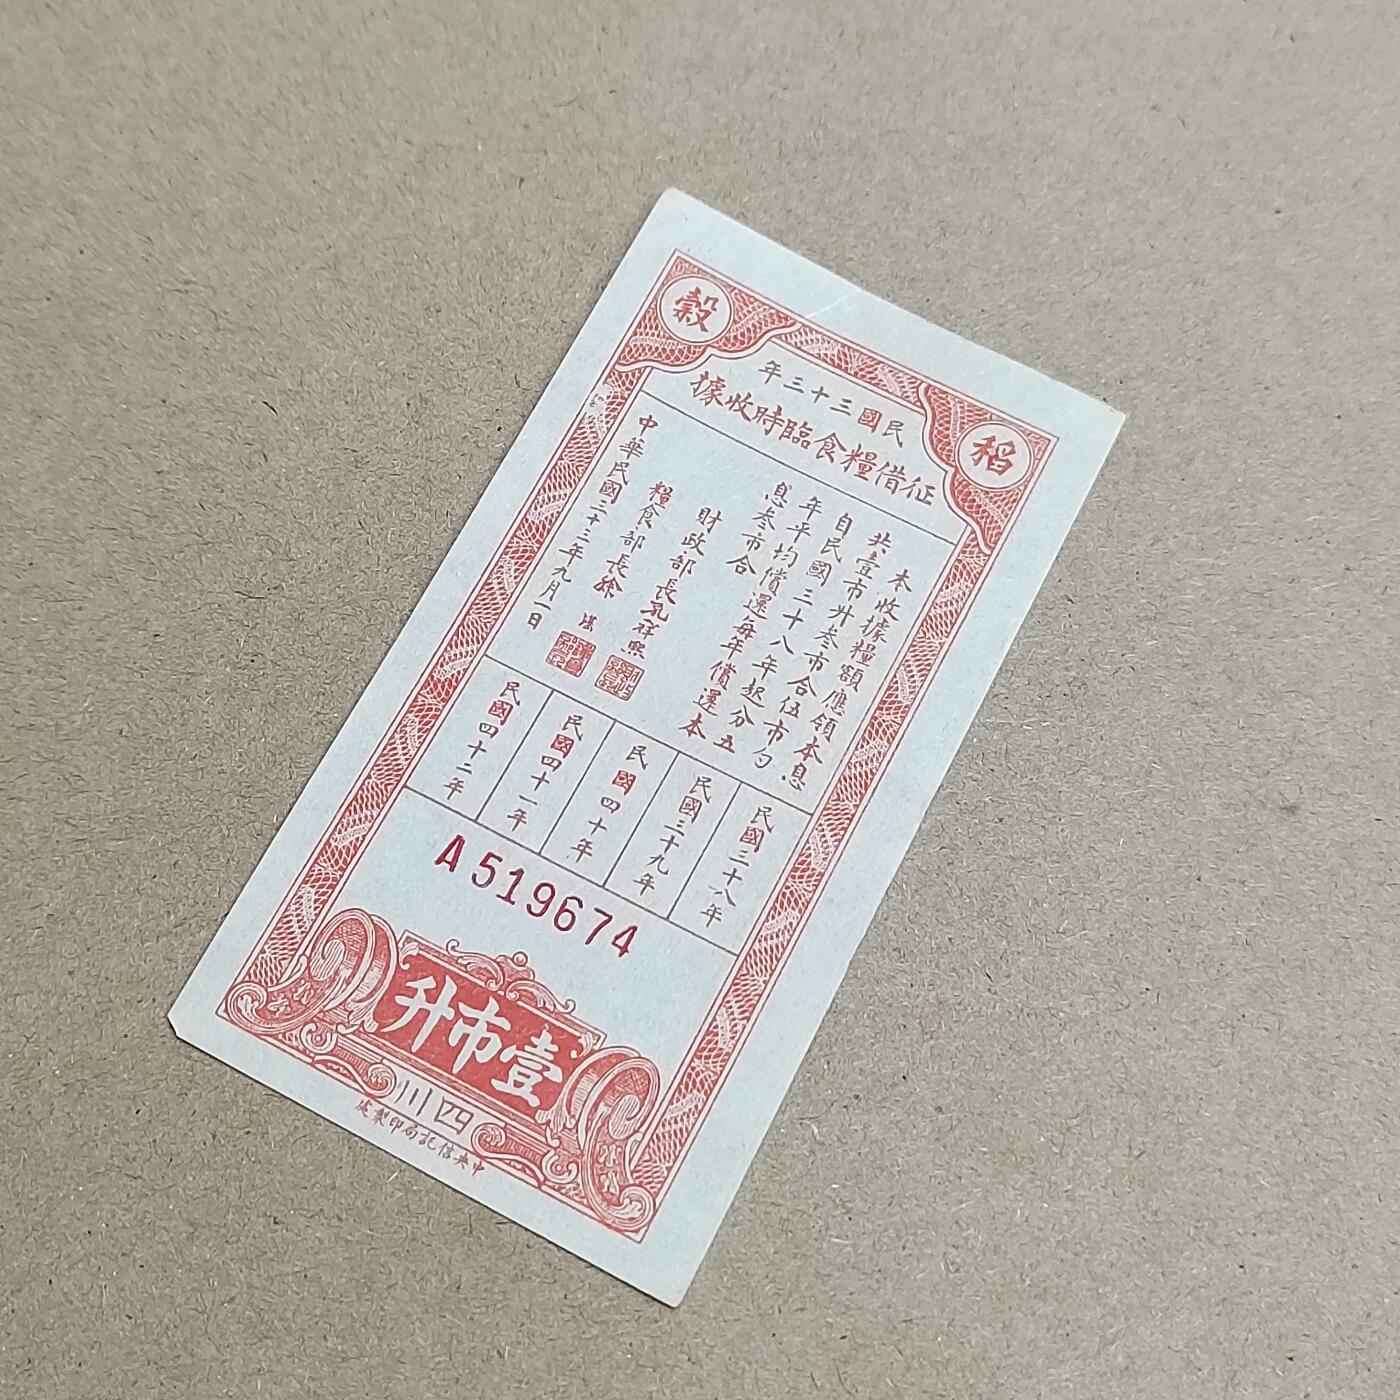 稻 穀
民國三十三年
征借糧食臨時收據
本收據糧額應領本息
共壹市升叁市合伍市勺
自民國三十八年起分五
年平均償還每年償還本
息叁市合
財政部長孔祥熙
糧食部長徐堪
中華民國三十三年九月一日
民國三十八年
民國三十九年
民國四十年
民國四十一年
民國四十二年
A519674
壹市升
四川
中央信託局印製處